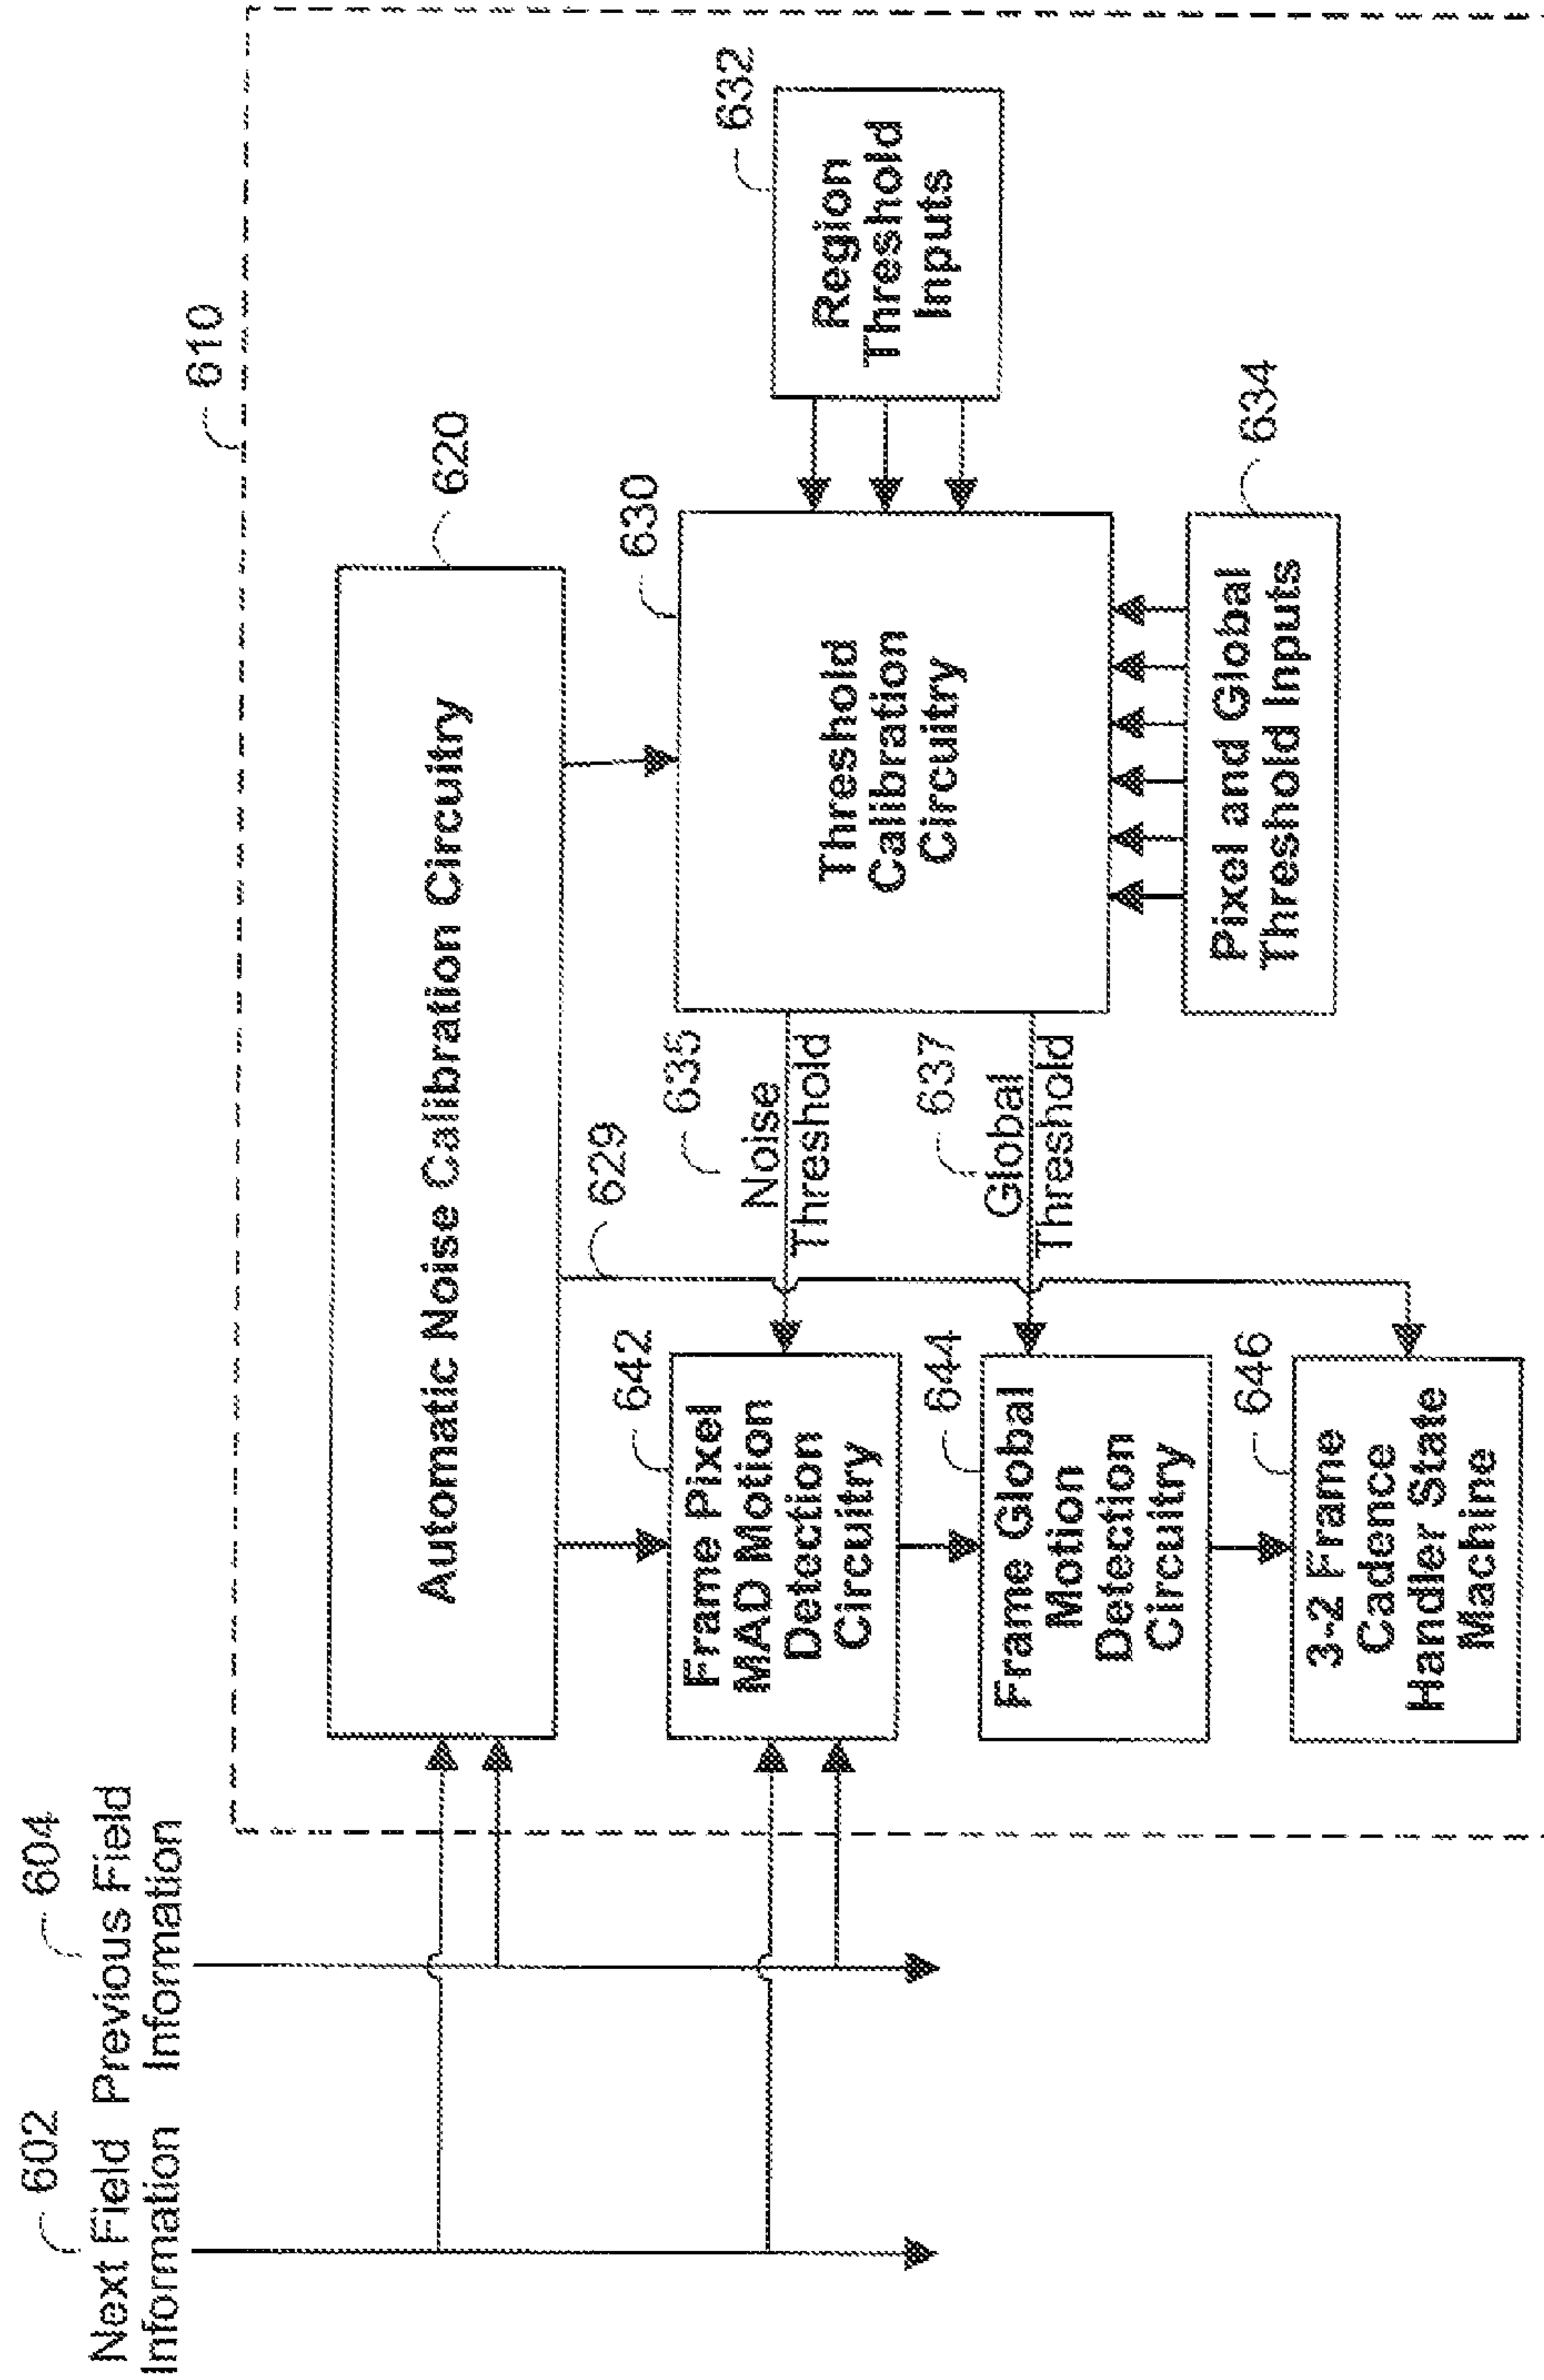 602
604
Next Field
Information
Previous Field
Information
610
620
Automatic Noise Calibration Circuitry
629
630
Threshold
Calibration
Circuitry
632
Region
Threshold
Inputs
635
Noise
Threshold
637
Global
Threshold
634
Pixel and Global
Threshold Inputs
642
Frame Pixel
MAD Motion
Detection
Circuitry
644
Frame Global
Motion
Detection
Circuitry
646
3-2 Frame
Cadence
Handler State
Machine